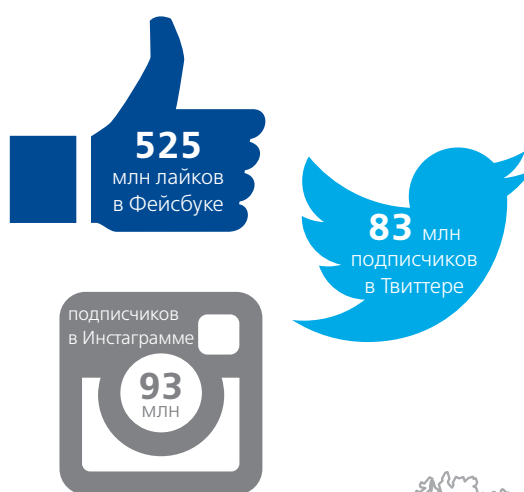 525
млн лайков
в Фейсбуке
83 млн
подписчиков
в Твиттере
подписчиков
в Инстаграмме
93
млн